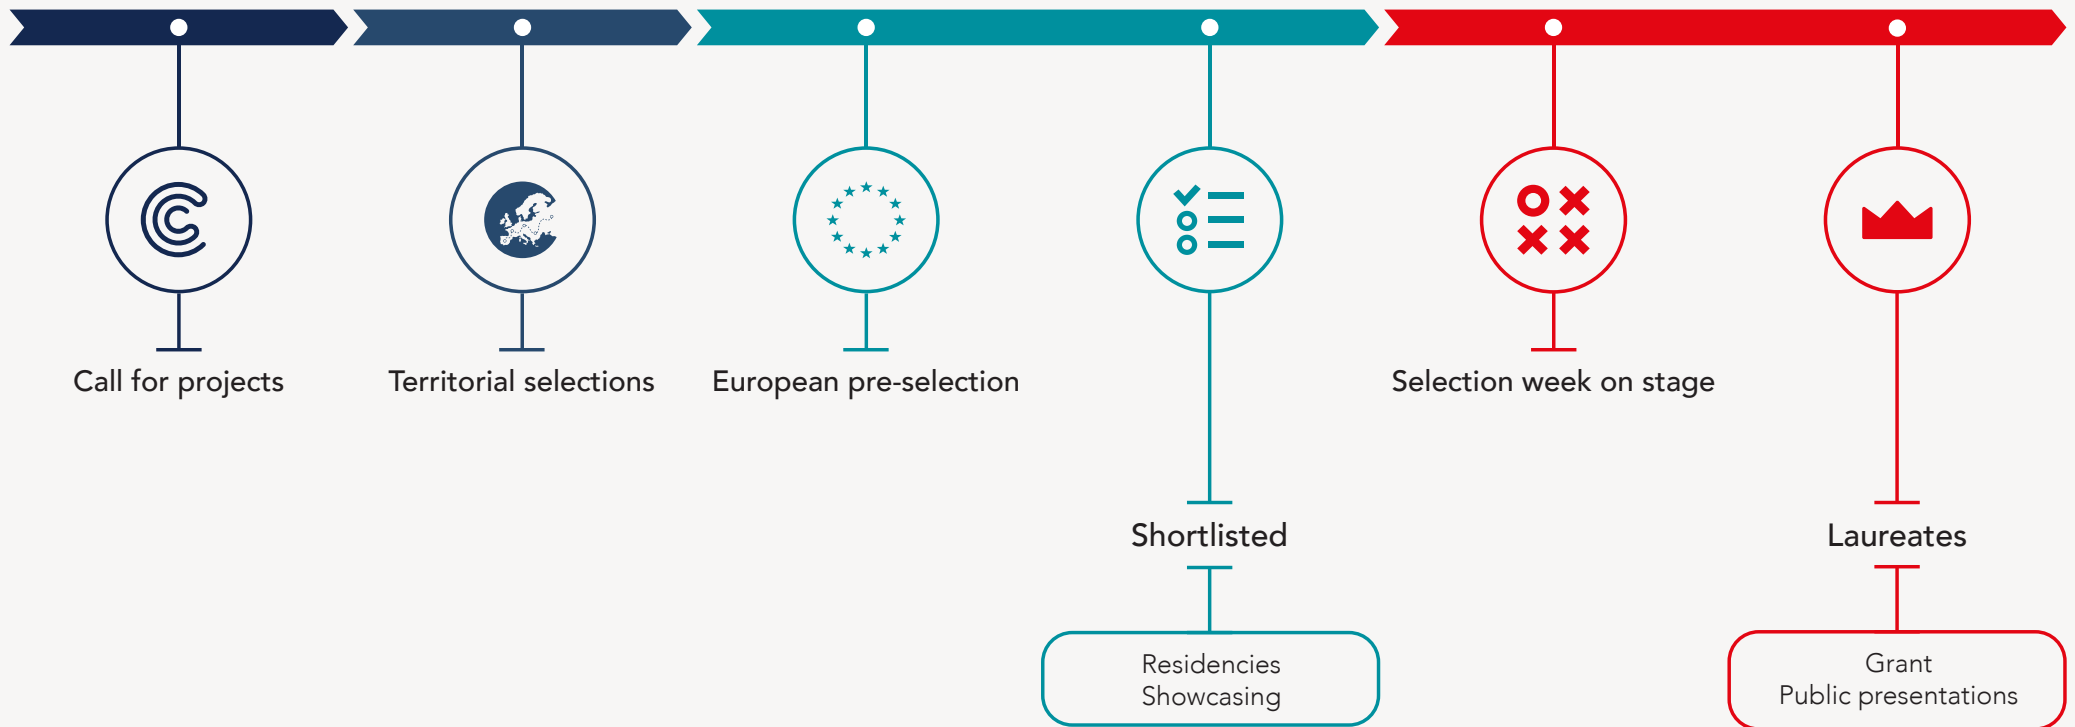 Call for projects
Territorial selections
European pre-selection
Selection week on stage
Shortlisted
Laureates
Residencies
Showcasing
Grant
Public presentations